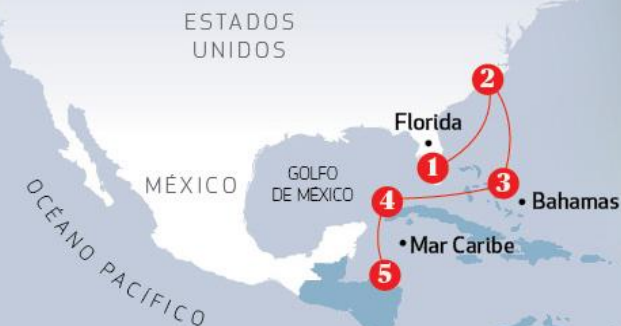 ESTADOS
UNIDOS
2
Florida
1
GOLFO
DE MÉXICO
MÉXICO
3
4
Bahamas
Mar Caribe
5
OCÉANO PACÍFICO